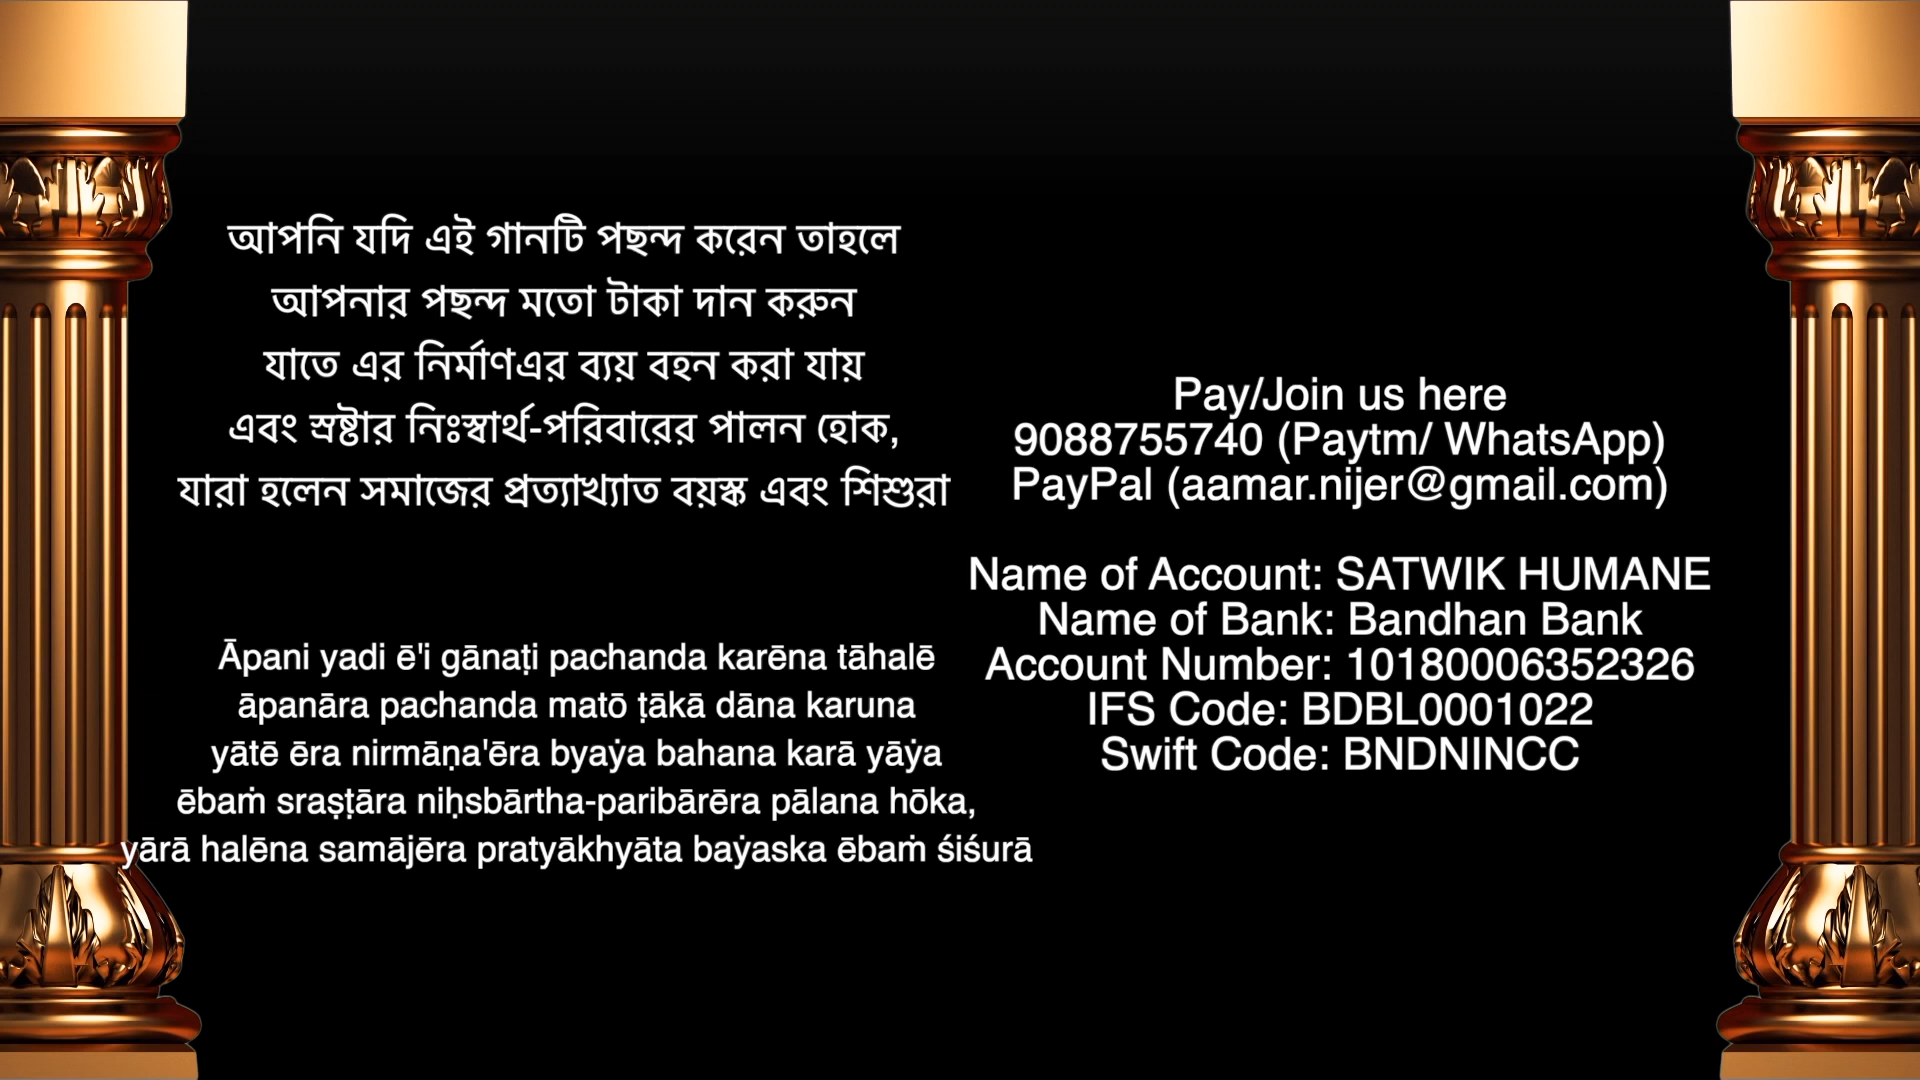 আপনি যদি এই গানটি পছন্দ করেন তাহলে
আপনার পছন্দ মতো টাকা দান করুন
যাতে এর নির্মাণএর ব্যয় বহন করা যায়
এবং স্রষ্টার নিঃস্বার্থ-পরিবারের পালন হোক,
যারা হলেন সমাজের প্রত্যাখ্যাত বয়স্ক এবং শিশুরা
Āpani yadi ē'i gānaṭi pachanda karēna tāhalē
āpanāra pachanda matō ṭākā dāna karuna
yātē ēra nirmāṇa'ēra byaẏa bahana karā yāẏa
ēbaṁ sraṣṭāra niḥsbārtha-paribārēra pālana hōka,
yārā halēna samājēra pratyākhyāta baẏaska ēbaṁ śiśurā
Pay/Join us here
9088755740 (Paytm/ WhatsApp)
PayPal (aamar.nijer@gmail.com)
Name of Account: SATWIK HUMANE
Name of Bank: Bandhan Bank
Account Number: 10180006352326
IFS Code: BDBL0001022
Swift Code: BNDNINCC